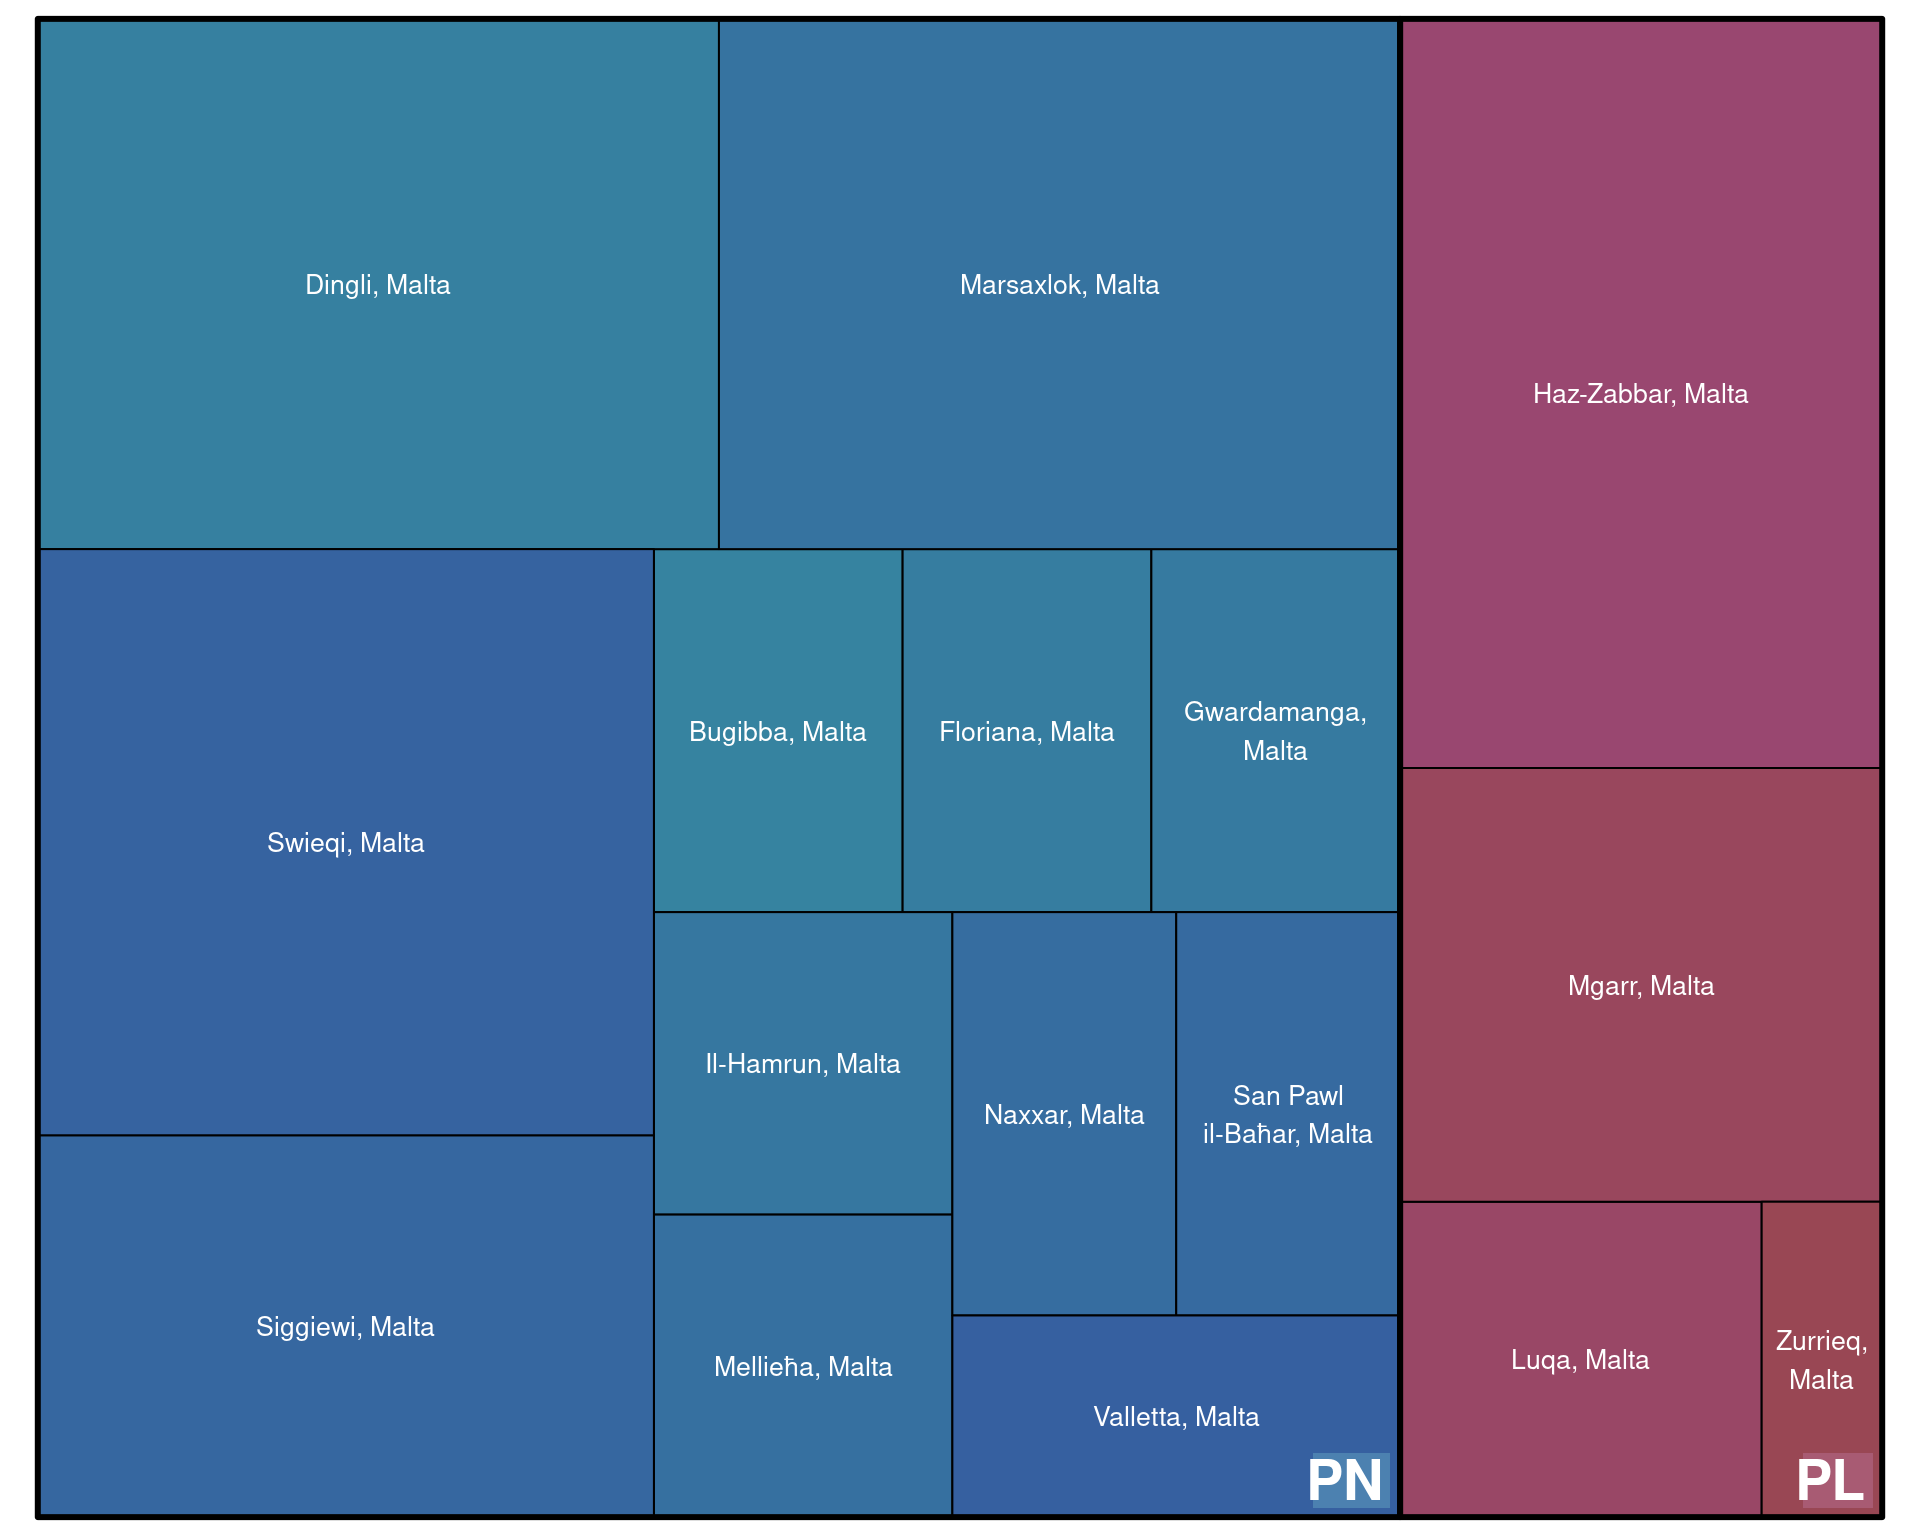 Dingli, Malta
Marsaxlok, Malta
Haz-Zabbar, Malta
Swieqi, Malta
Bugibba, Malta
Floriana, Malta
Gwardamanga,
Malta
Il-Hamrun, Malta
Naxxar, Malta
San Pawl
il-Baħar, Malta
Mgarr, Malta
Siggiewi, Malta
Mellieħa, Malta
Valletta, Malta
PN
Luqa, Malta
Zurrieq,
Malta
PL